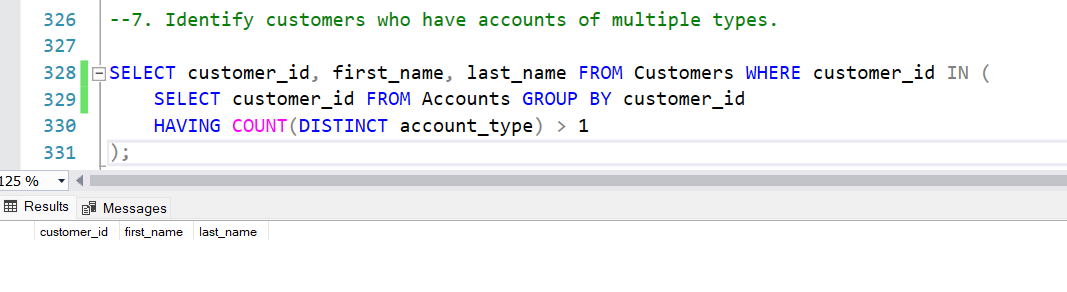 326 --7. Identify customers who have accounts of multiple types.
327
328 SELECT customer_id, first_name, last_name FROM Customers WHERE customer_id IN (
329 SELECT customer_id FROM Accounts GROUP BY customer_id
330 HAVING COUNT(DISTINCT account_type) > 1
331 );
125 %
Results Messages
customer_id first_name last_name